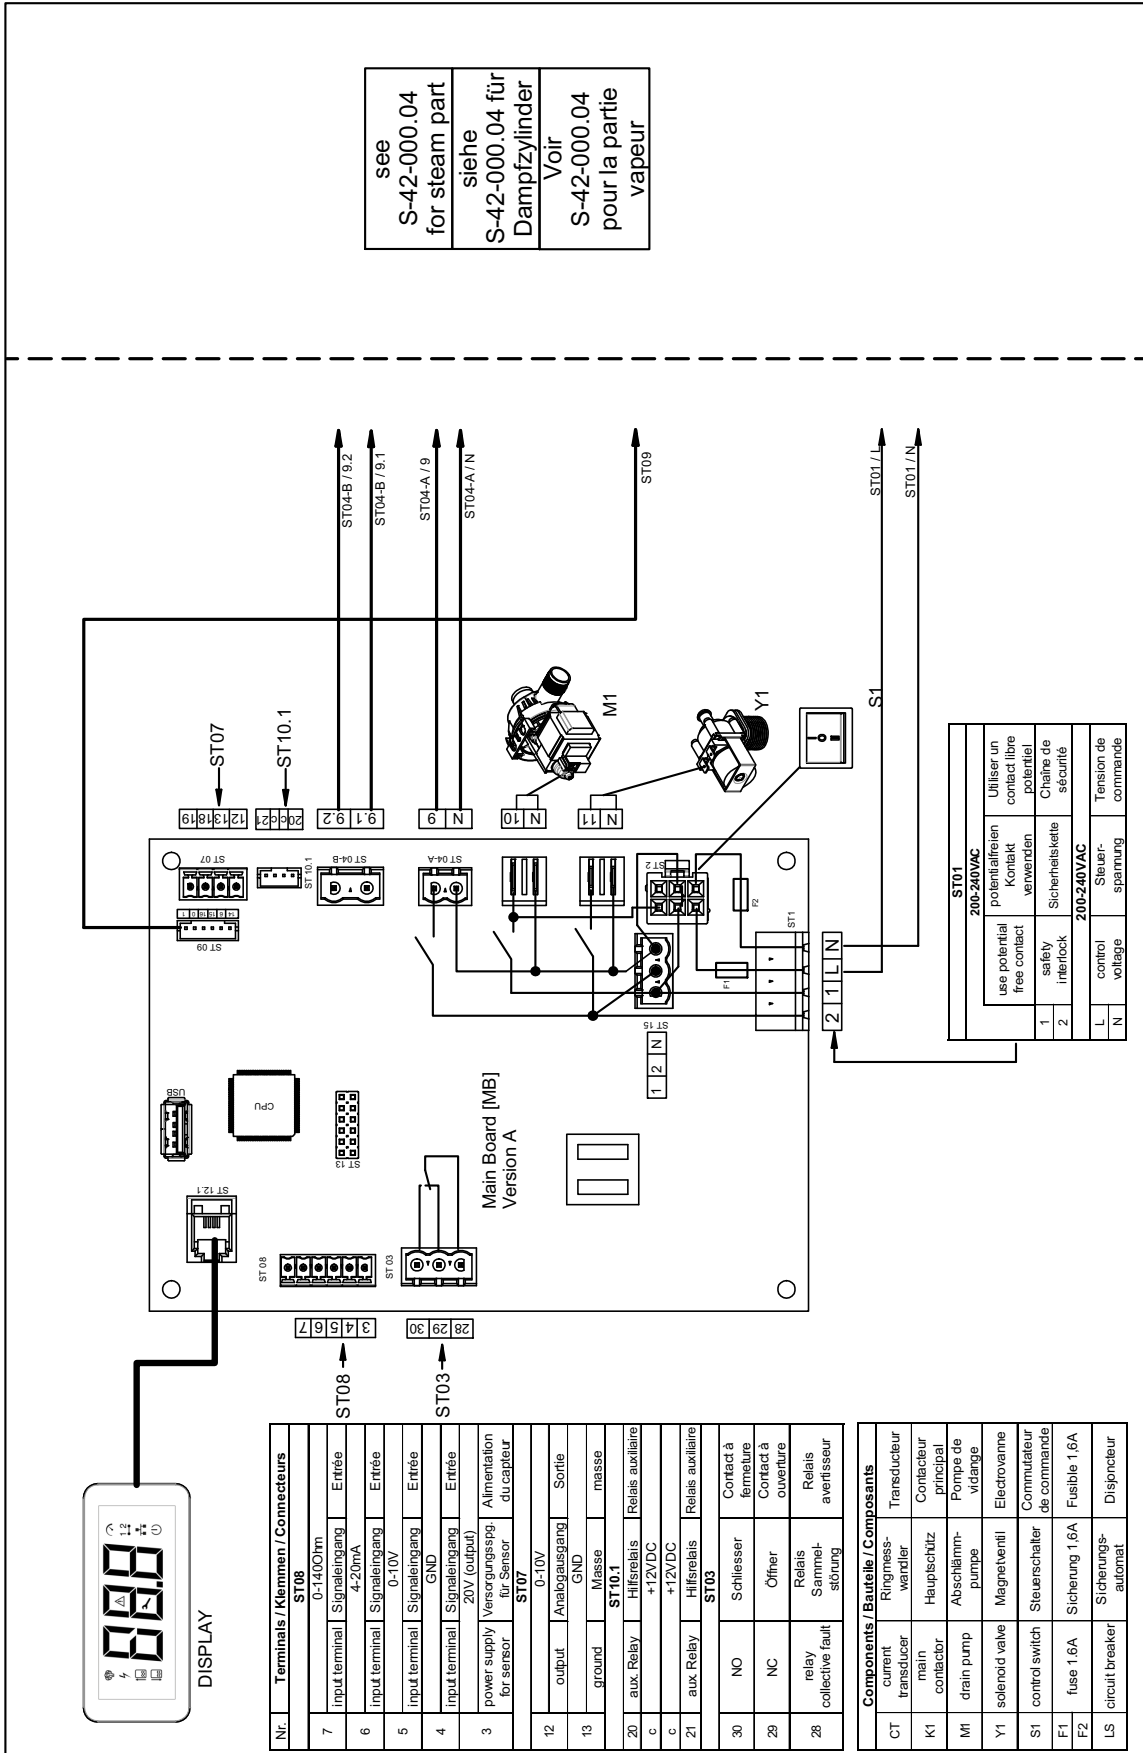 see
S-42-000.04
for steam part
siehe
S-42-000.04 für
Dampfzylinder
Voir
S-42-000.04
pour la partie
vapeur
DISPLAY
1.2
ST08
ST03
7 6 5 4 3
30 29 28
ST 12.1
USB
CPU
ST 13
ST 08
ST 03
Main Board [MB]
Version A
ST 09
1 0 16 15 6 14
ST 07
ST 10.1
ST 04-B
ST 04-A
ST 2
ST 15
1 2 N
F1
F2
ST1
2 1 L N
19 18 13 12
ST07
21 c c 20
ST10.1
9.2 9.1
9 N
10 N
11 N
M1
Y1
S1
ST04-B / 9.2
ST04-B / 9.1
ST04-A / 9
ST04-A / N
ST09
ST01 / L
ST01 / N
Nr. Terminals / Klemmen / Connecteurs
ST08
0-140Ohm
7 input terminal Signaleingang Entrée
4-20mA
6 input terminal Signaleingang Entrée
0-10V
5 input terminal Signaleingang Entrée
GND
4 input terminal Signaleingang Entrée
20V (output)
3 power supply for sensor Versorgungsspg. für Sensor Alimentation du capteur
ST07
0-10V
12 output Analogausgang Sortie
GND
13 ground Masse masse
ST10.1
20 aux. Relay Hilfsrelais Relais auxiliaire
c +12VDC
c +12VDC
21 aux. Relay Hilfsrelais Relais auxiliaire
ST03
30 NO Schliesser Contact à fermeture
29 NC Öffner Contact à ouverture
28 relay collective fault Relais Sammel-störung Relais avertisseur
Components / Bauteile / Composants
CT current transducer Ringmess-wandler Transducteur
K1 main contactor Hauptschütz Contacteur principal
M1 drain pump Abschlämm-pumpe Pompe de vidange
Y1 solenoid valve Magnetventil Electrovanne
S1 control switch Steuerschalter Commutateur de commande
F1 F2 fuse 1.6A Sicherung 1,6A Fusible 1,6A
LS circuit breaker Sicherungs-automat Disjoncteur
ST01
200-240VAC
use potential free contact potentialfreien Kontakt verwenden Utiliser un contact libre potentiel
1 2 safety interlock Sicherheitskette Chaîne de sécurité
200-240VAC
L N control voltage Steuer-spannung Tension de commande